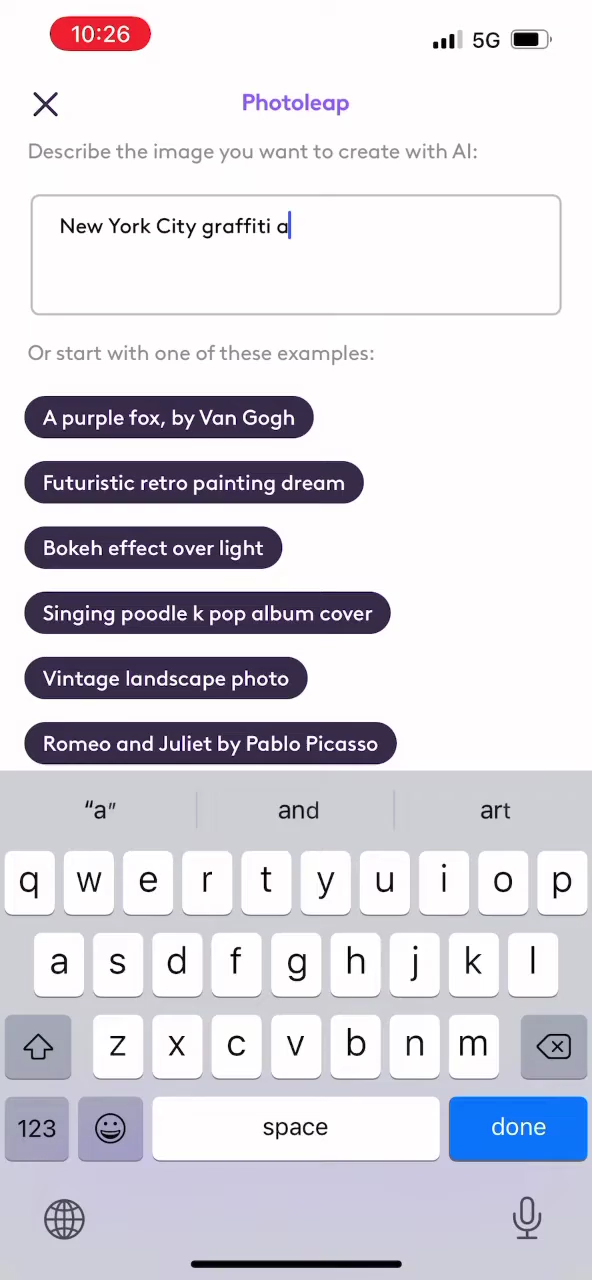 10:26
5G
Photoleap
Describe the image you want to create with AI:
New York City graffiti a
Or start with one of these examples:
A purple fox, by Van Gogh
Futuristic retro painting dream
Bokeh effect over light
Singing poodle k pop album cover
Vintage landscape photo
Romeo and Juliet by Pablo Picasso
“a” and art
q w e r t y u i o p
a s d f g h j k l
z x c v b n m
123 space done